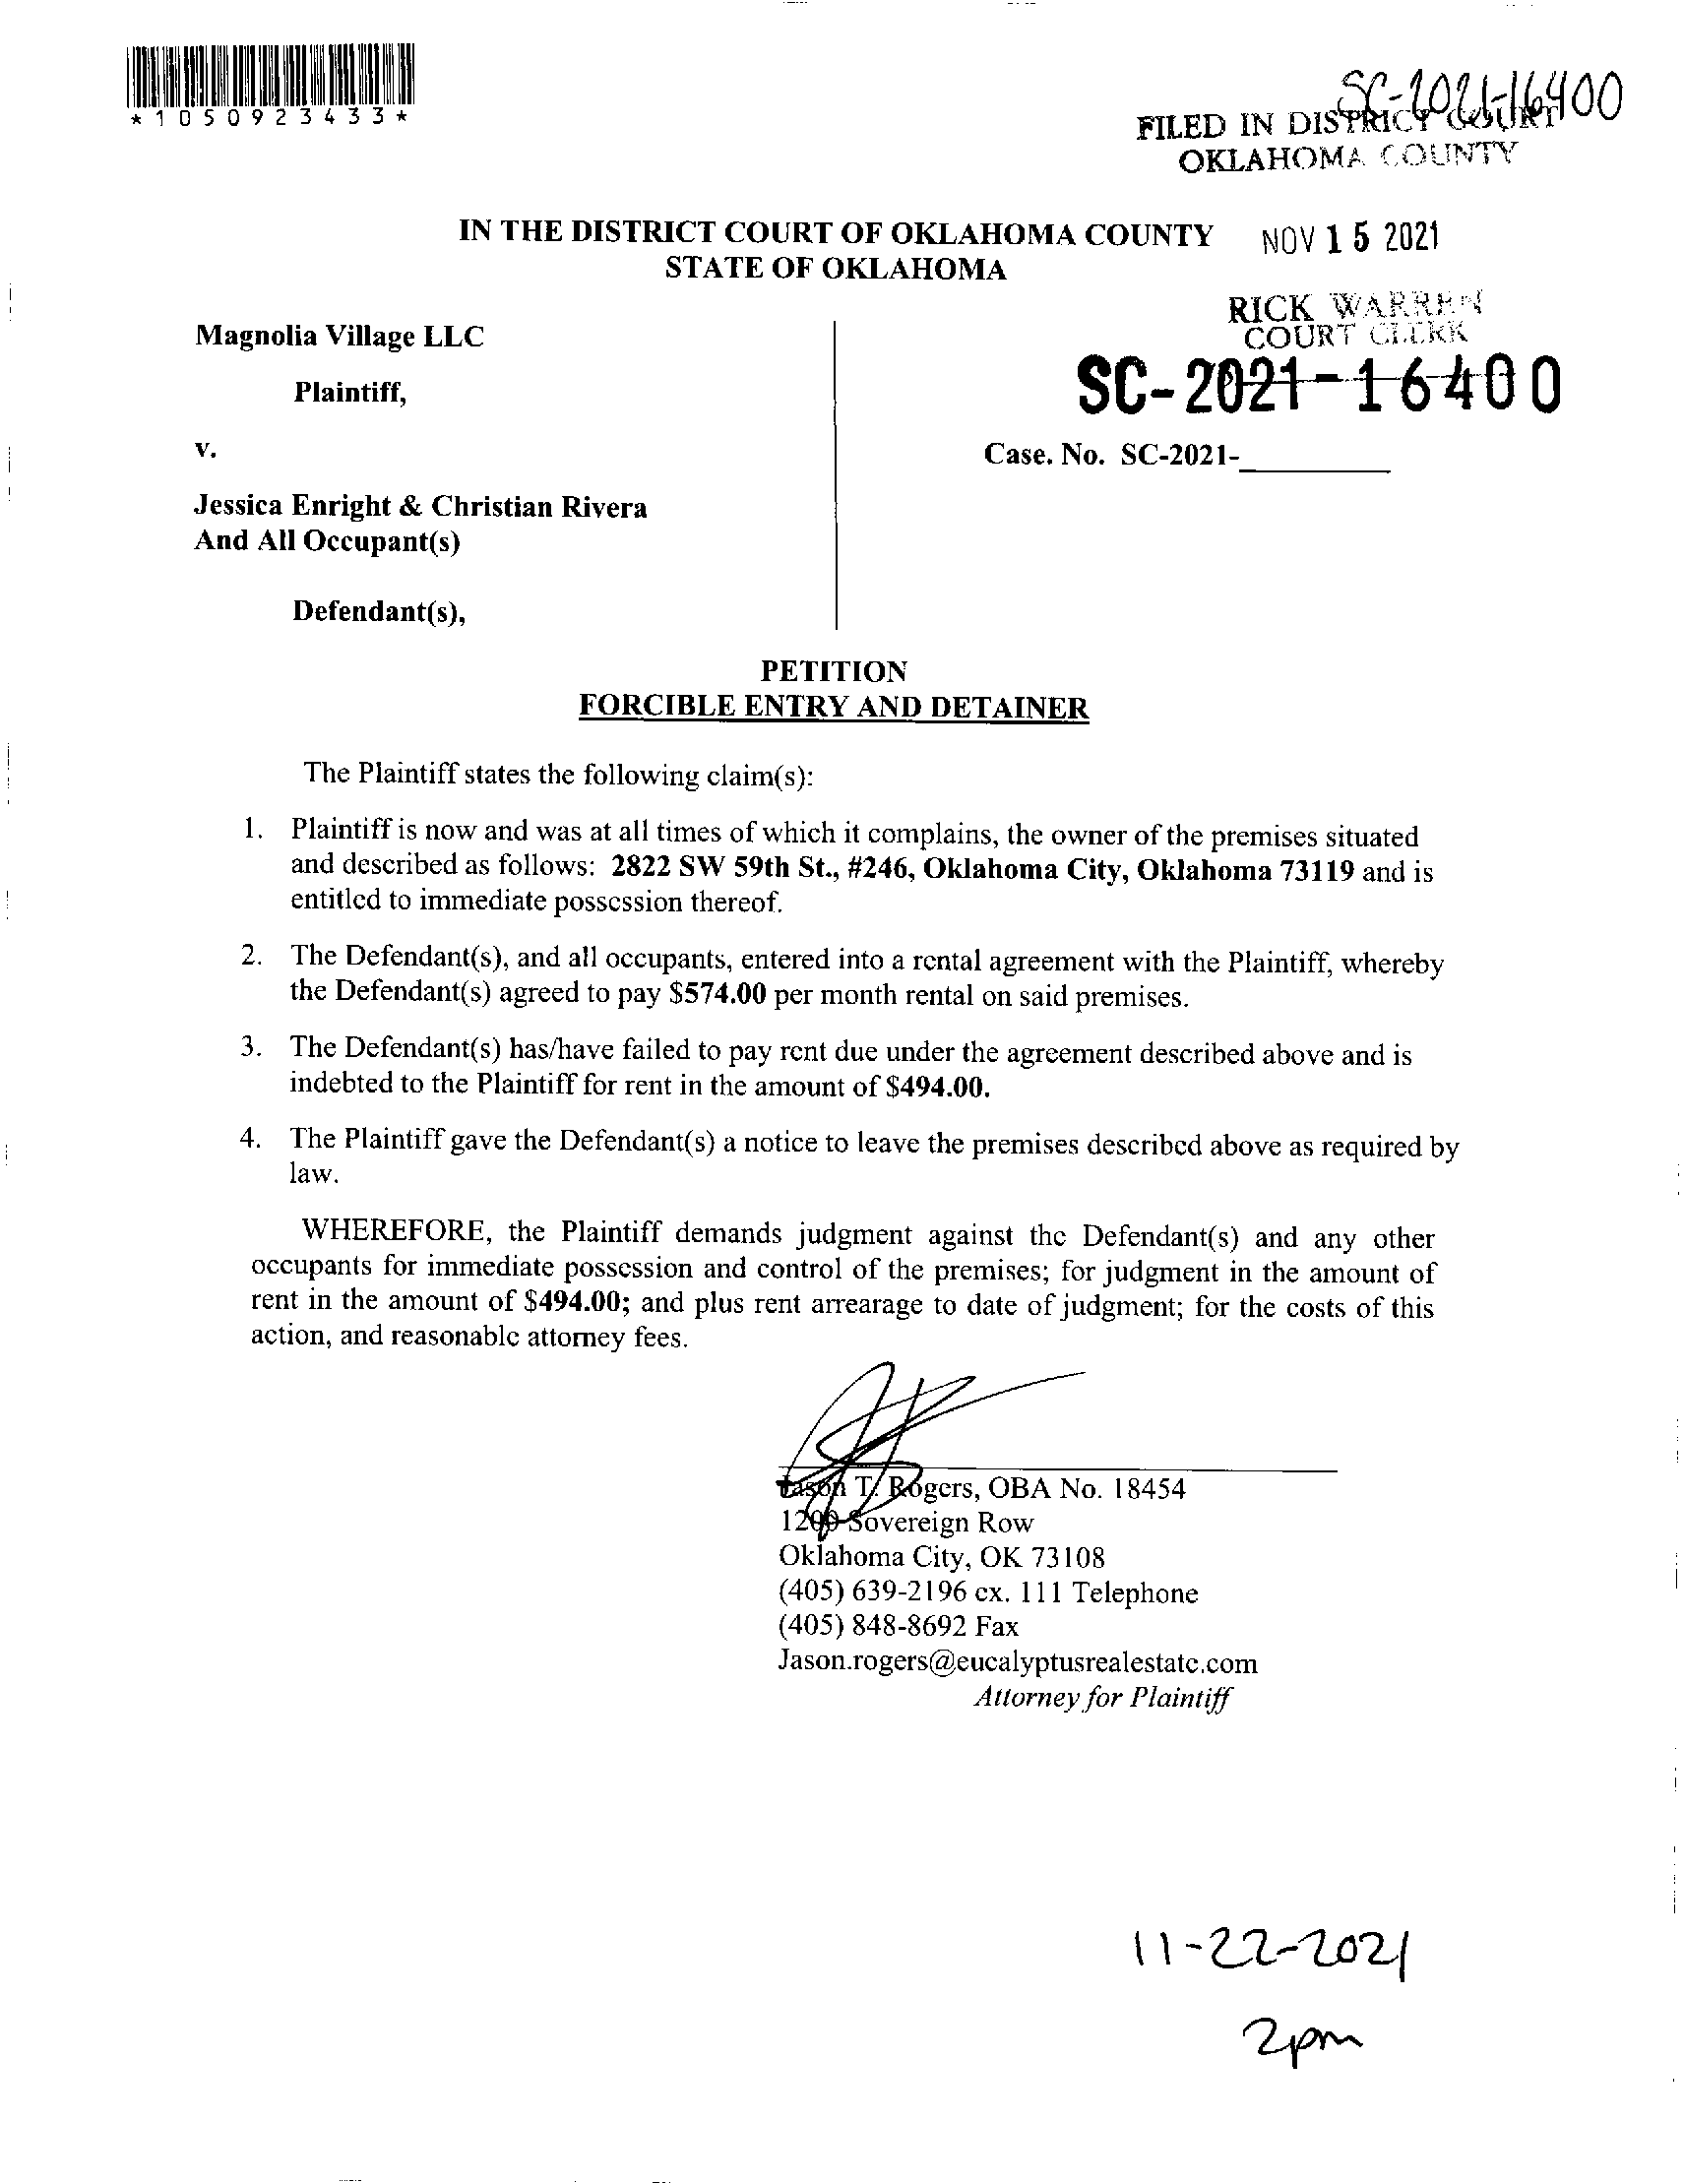 *1050923433*
SC-2021-16400
FILED IN DISTRICT COURT
OKLAHOMA COUNTY
IN THE DISTRICT COURT OF OKLAHOMA COUNTY
STATE OF OKLAHOMA
NOV 15 2021
RICK WARREN
COURT CLERK
Magnolia Village LLC
SC-2021-16400
Plaintiff,
v.
Case. No. SC-2021-__________
Jessica Enright & Christian Rivera
And All Occupant(s)
Defendant(s),
PETITION
FORCIBLE ENTRY AND DETAINER
The Plaintiff states the following claim(s):
1. Plaintiff is now and was at all times of which it complains, the owner of the premises situated
and described as follows: 2822 SW 59th St., #246, Oklahoma City, Oklahoma 73119 and is
entitled to immediate possession thereof.
2. The Defendant(s), and all occupants, entered into a rental agreement with the Plaintiff, whereby
the Defendant(s) agreed to pay $574.00 per month rental on said premises.
3. The Defendant(s) has/have failed to pay rent due under the agreement described above and is
indebted to the Plaintiff for rent in the amount of $494.00.
4. The Plaintiff gave the Defendant(s) a notice to leave the premises described above as required by
law.
WHEREFORE, the Plaintiff demands judgment against the Defendant(s) and any other
occupants for immediate possession and control of the premises; for judgment in the amount of
rent in the amount of $494.00; and plus rent arrearage to date of judgment; for the costs of this
action, and reasonable attorney fees.
Jason T. Rogers, OBA No. 18454
1200 Sovereign Row
Oklahoma City, OK 73108
(405) 639-2196 ex. 111 Telephone
(405) 848-8692 Fax
Jason.rogers@eucalyptusrealestate.com
Attorney for Plaintiff
11-22-2021
2pm